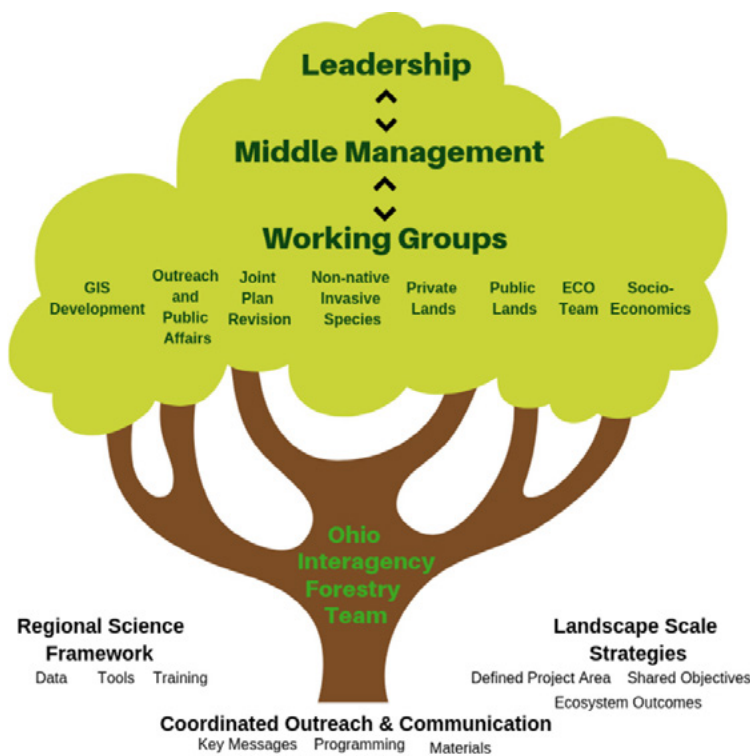 Leadership
Middle Management
Working Groups
GIS
Development
Outreach
and
Public
Affairs
Joint
Plan
Revision
Non-native
Invasive
Species
Private
Lands
Public
Lands
ECO
Team
Socio-
Economics
Ohio
Interagency
Forestry
Team
Regional Science
Framework
Data Tools Training
Landscape Scale
Strategies
Defined Project Area Shared Objectives
Ecosystem Outcomes
Coordinated Outreach & Communication
Key Messages Programming Materials